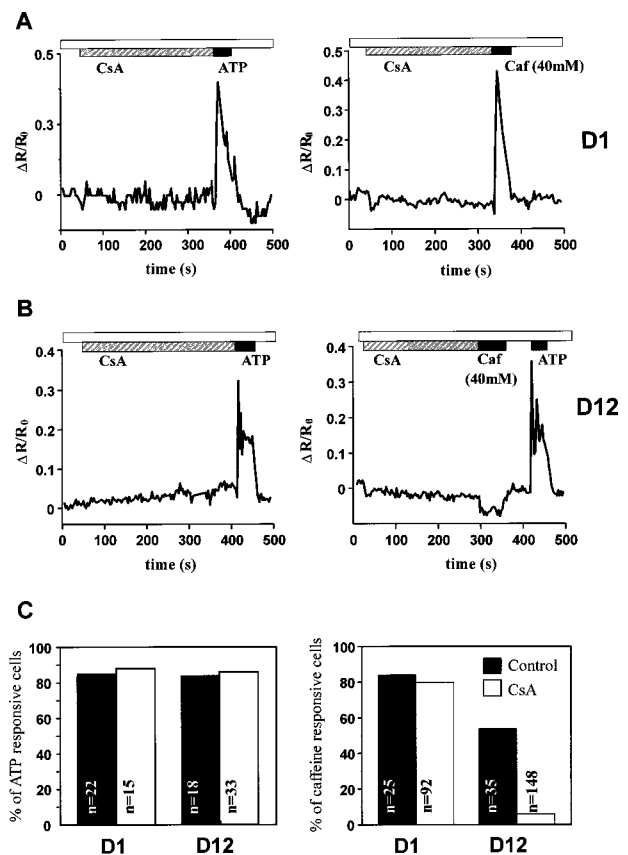 A
CsA
ATP
CsA
Caf (40mM)
0.5
0.3
0
ΔR/R0
0 100 200 300 400 500
time (s)
0.5
0.4
0.3
0.2
0.1
0
ΔR/R0
0 100 200 300 400 500
time (s)
D1
B
CsA
ATP
CsA
Caf
(40mM)
ATP
0.4
0.3
0.2
0.1
0
ΔR/R0
0 100 200 300 400 500
time (s)
0.4
0.3
0.2
0.1
0
ΔR/R0
0 100 200 300 400 500
time (s)
D12
C
100
80
60
40
20
0
% of ATP responsive cells
n=22
n=15
n=18
n=33
D1
D12
100
80
60
40
20
0
% of caffeine responsive cells
Control
CsA
n=25
n=92
n=35
n=148
D1
D12